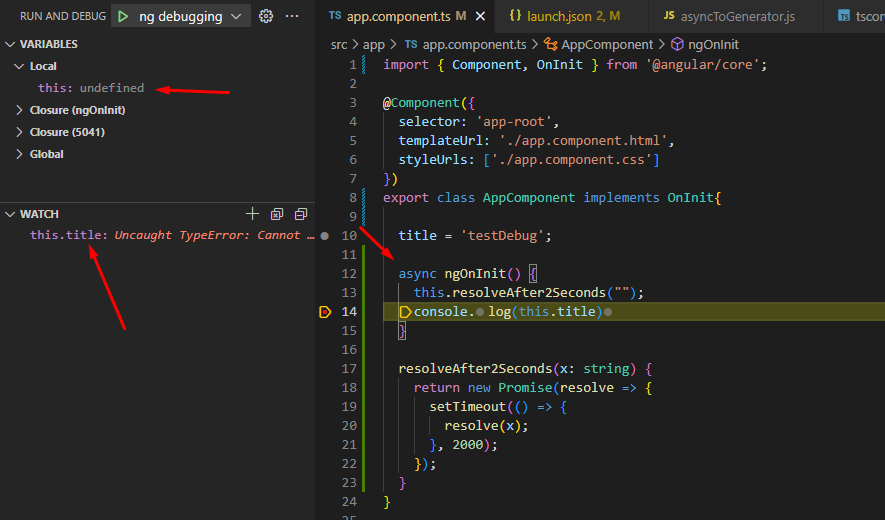 RUN AND DEBUG ng debugging
VARIABLES
Local
this: undefined
Closure (ngOnInit)
Closure (5041)
Global
WATCH
this.title: Uncaught TypeError: Cannot ...
TS app.component.ts M {} launch.json 2, M JS asyncToGenerator.js TS tscon
src > app > TS app.component.ts > AppComponent > ngOnInit
1 import { Component, OnInit } from '@angular/core';
2
3 @Component({
4 selector: 'app-root',
5 templateUrl: './app.component.html',
6 styleUrls: ['./app.component.css']
7 })
8 export class AppComponent implements OnInit{
9
10 title = 'testDebug';
11
12 async ngOnInit() {
13 this.resolveAfter2Seconds("");
14 console. log(this.title)
15 }
16
17 resolveAfter2Seconds(x: string) {
18 return new Promise(resolve => {
19 setTimeout(() => {
20 resolve(x);
21 }, 2000);
22 });
23 }
24 }
25